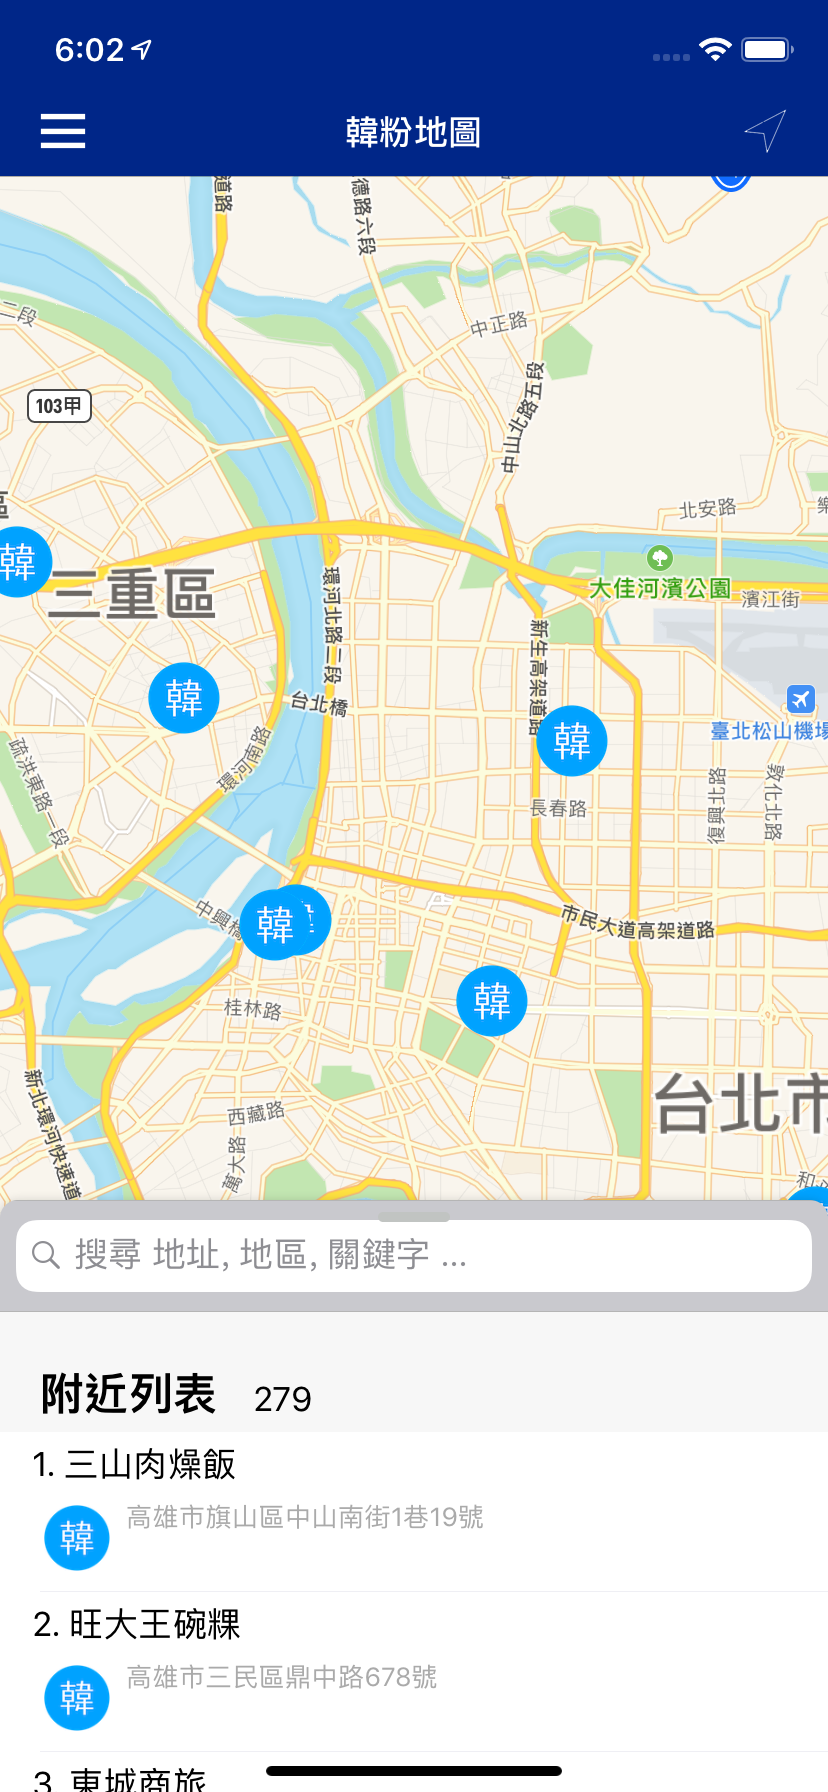 6:02
韓粉地圖
道路
德路六段
二段
中正路
103甲
中山北路五段
北安路
樂
區
韓
三重區
大佳河濱公園
濱江街
環河北路二段
新生高架道路
韓
台北橋
臺北松山機場
韓
疏洪東路一段
環河南路
長春路
復興北路
敦化北路
中興橋
韓
市民大道高架道路
桂林路
韓
新北環河快速道
西藏路
萬大路
台北市
搜尋 地址, 地區, 關鍵字 ...
附近列表 279
1. 三山肉燥飯
韓 高雄市旗山區中山南街1巷19號
2. 旺大王碗粿
韓 高雄市三民區鼎中路678號
3. 東城商旅